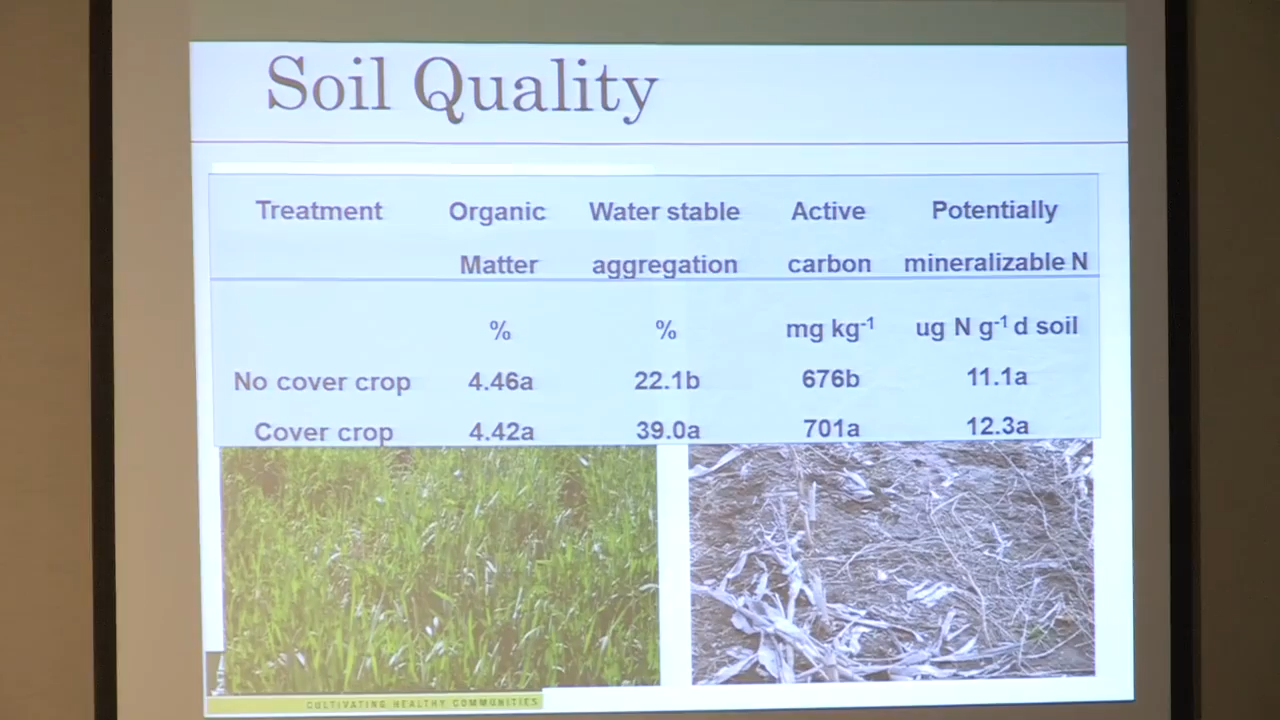 Soil Quality
Treatment Organic Water stable Active Potentially
Matter aggregation carbon mineralizable N
% % mg kg⁻¹ ug N g⁻¹ d soil
No cover crop 4.46a 22.1b 676b 11.1a
Cover crop 4.42a 39.0a 701a 12.3a
CULTIVATING HEALTHY COMMUNITIES